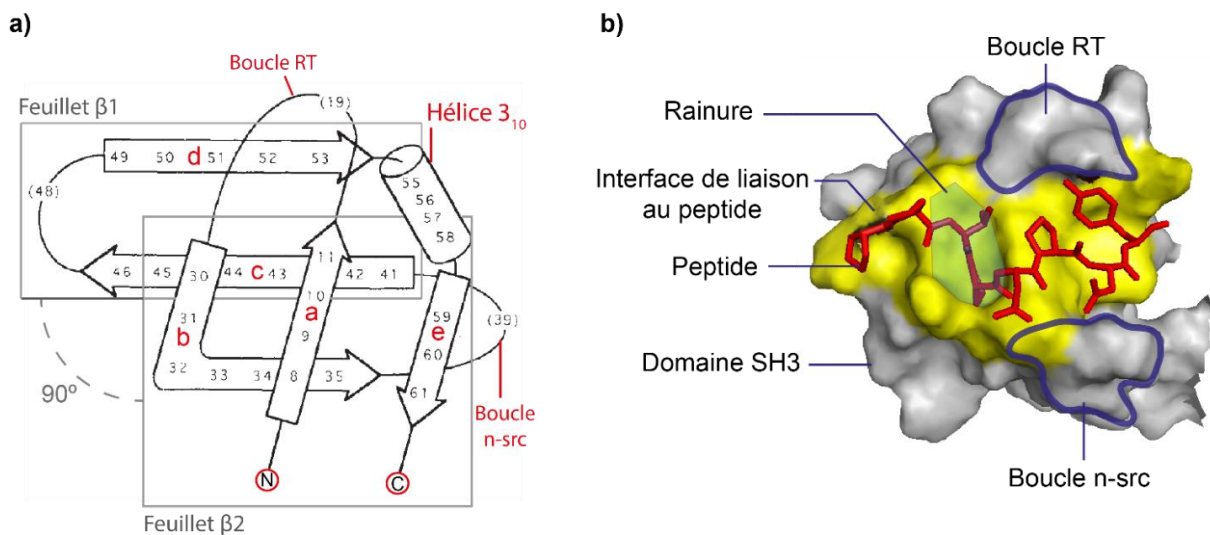 a)
Boucle RT
Feuillet β1
(19)
Hélice 3₁₀
49 50 d 51 52 53
(48)
55
56
57
58
46 45 30 44 c 43 11 42 41
10
a
9
31
b
32 33 34 8 35
59
e
60
61
(39)
90°
Boucle
n-src
N
C
Feuillet β2
b)
Boucle RT
Rainure
Interface de liaison
au peptide
Peptide
Domaine SH3
Boucle n-src